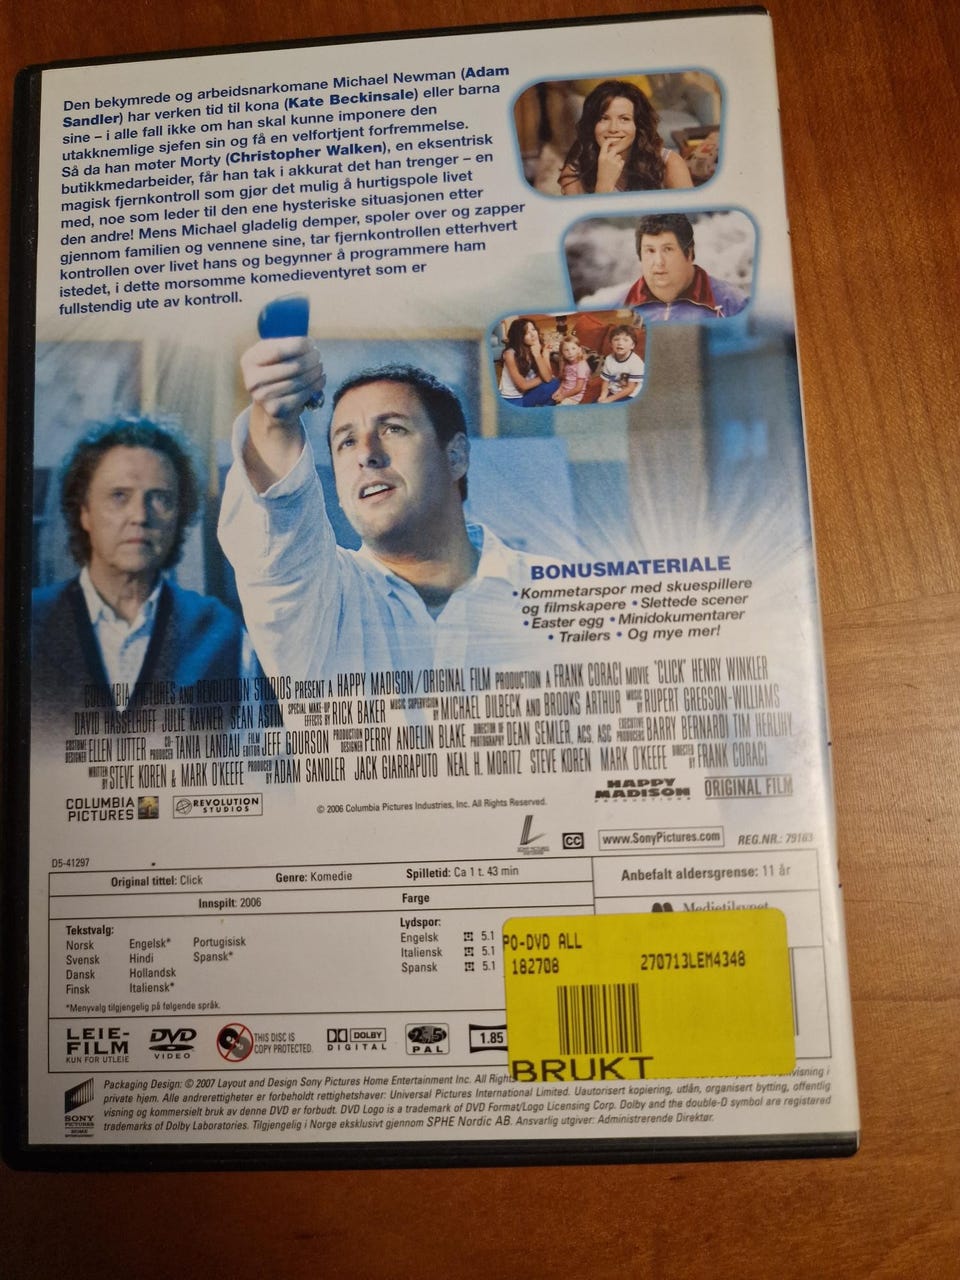 Den bekymrede og arbeidsnarkomane Michael Newman (Adam
Sandler) har verken tid til kona (Kate Beckinsale) eller barna
sine – i alle fall ikke om han skal kunne imponere den
utakknemlige sjefen sin og få en velfortjent forfremmelse.
Så da han møter Morty (Christopher Walken), en eksentrisk
butikkmedarbeider, får han tak i akkurat det han trenger – en
magisk fjernkontroll som gjør det mulig å hurtigspole livet
med, noe som leder til den ene hysteriske situasjonen etter
den andre! Mens Michael gladelig demper, spoler over og zapper
gjennom familien og vennene sine, tar fjernkontrollen etterhvert
kontrollen over livet hans og begynner å programmere ham
istedet, i dette morsomme komedieventyret som er
fullstendig ute av kontroll.
BONUSMATERIALE
• Kommetarspor med skuespillere
og filmskapere • Slettede scener
• Easter egg • Minidokumentarer
• Trailers • Og mye mer!
COLUMBIA PICTURES AND REVOLUTION STUDIOS PRESENT A HAPPY MADISON/ORIGINAL FILM PRODUCTION A FRANK CORACI MOVIE "CLICK" HENRY WINKLER
DAVID HASSELHOFF JULIE KAVNER SEAN ASTIN SPECIAL MAKE-UP EFFECTS BY RICK BAKER MUSIC SUPERVISION BY MICHAEL DILBECK AND BROOKS ARTHUR MUSIC BY RUPERT GREGSON-WILLIAMS
COSTUME DESIGNER ELLEN LUTTER CO-PRODUCER TANIA LANDAU FILM EDITOR JEFF GOURSON PRODUCTION DESIGNER PERRY ANDELIN BLAKE DIRECTOR OF PHOTOGRAPHY DEAN SEMLER, ACS, ASC EXECUTIVE PRODUCERS BARRY BERNARDI TIM HERLIHY
WRITTEN BY STEVE KOREN & MARK O'KEEFE PRODUCED BY ADAM SANDLER JACK GIARRAPUTO NEAL H. MORITZ STEVE KOREN MARK O'KEEFE DIRECTED BY FRANK CORACI
COLUMBIA PICTURES REVOLUTION STUDIOS © 2006 Columbia Pictures Industries, Inc. All Rights Reserved. HAPPY MADISON PRODUCTIONS ORIGINAL FILM
CC www.SonyPictures.com REG.NR.: 79163
D5-41297
Original tittel: Click Genre: Komedie Spilletid: Ca 1 t. 43 min Anbefalt aldersgrense: 11 år
Innspilt: 2006 Farge Medietilsynet
Tekstvalg:
Norsk Engelsk* Portugisisk
Svensk Hindi Spansk*
Dansk Hollandsk
Finsk Italiensk*
*Menyvalg tilgjengelig på følgende språk.
Lydspor:
Engelsk 5.1
Italiensk 5.1
Spansk 5.1
PO-DVD ALL
182708 270713LEM4348
BRUKT
LEIE-
FILM
KUN FOR UTLEIE
DVD
VIDEO
THIS DISC IS
COPY PROTECTED.
DOLBY
DIGITAL
2 5
PAL
1.85
SONY
PICTURES
HOME
ENTERTAINMENT
Packaging Design: © 2007 Layout and Design Sony Pictures Home Entertainment Inc. All Rights visning i
private hjem. Alle andrerettigheter er forbeholdt rettighetshaver: Universal Pictures International Limited. Uautorisert kopiering, utlån, organisert bytting, offentlig
visning og kommersielt bruk av denne DVD er forbudt. DVD Logo is a trademark of DVD Format/Logo Licensing Corp. Dolby and the double-D symbol are registered
trademarks of Dolby Laboratories. Tilgjengelig i Norge eksklusivt gjennom SPHE Nordic AB. Ansvarlig utgiver: Administrerende Direktør.